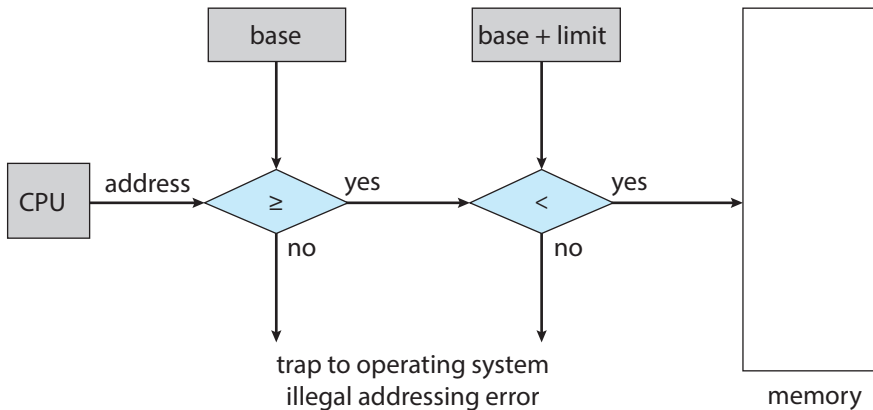 base
base + limit
CPU
address
≥
yes
<
yes
no
no
trap to operating system
illegal addressing error
memory